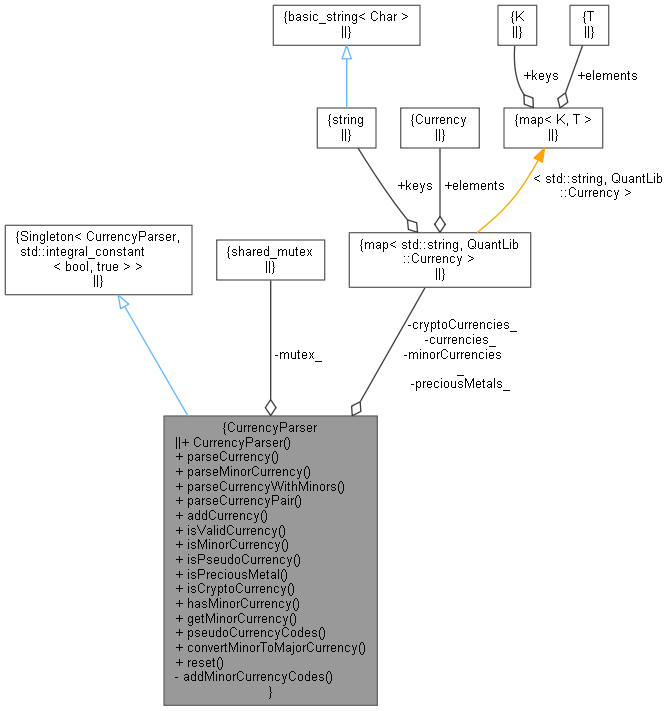 {basic_string< Char >
||}
{K
||}
{T
||}
+keys
+elements
{string
||}
{Currency
||}
{map< K, T >
||}
+keys
+elements
< std::string, QuantLib
::Currency >
{Singleton< CurrencyParser,
std::integral_constant
< bool, true > >
||}
{shared_mutex
||}
{map< std::string, QuantLib
::Currency >
||}
-mutex_
-cryptoCurrencies_
-currencies_
-minorCurrencies
_
-preciousMetals_
{CurrencyParser
||+ CurrencyParser()
+ parseCurrency()
+ parseMinorCurrency()
+ parseCurrencyWithMinors()
+ parseCurrencyPair()
+ addCurrency()
+ isValidCurrency()
+ isMinorCurrency()
+ isPseudoCurrency()
+ isPreciousMetal()
+ isCryptoCurrency()
+ hasMinorCurrency()
+ getMinorCurrency()
+ pseudoCurrencyCodes()
+ convertMinorToMajorCurrency()
+ reset()
- addMinorCurrencyCodes()
}